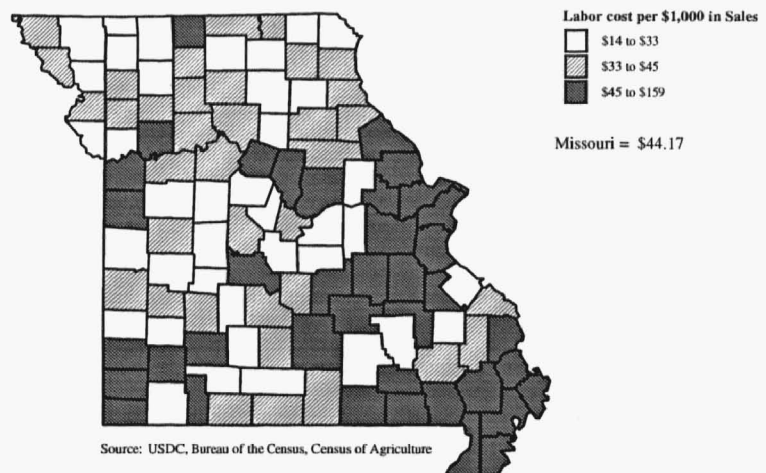 Labor cost per $1,000 in Sales
$14 to $33
$33 to $45
$45 to $159
Missouri = $44.17
Source: USDC, Bureau of the Census, Census of Agriculture